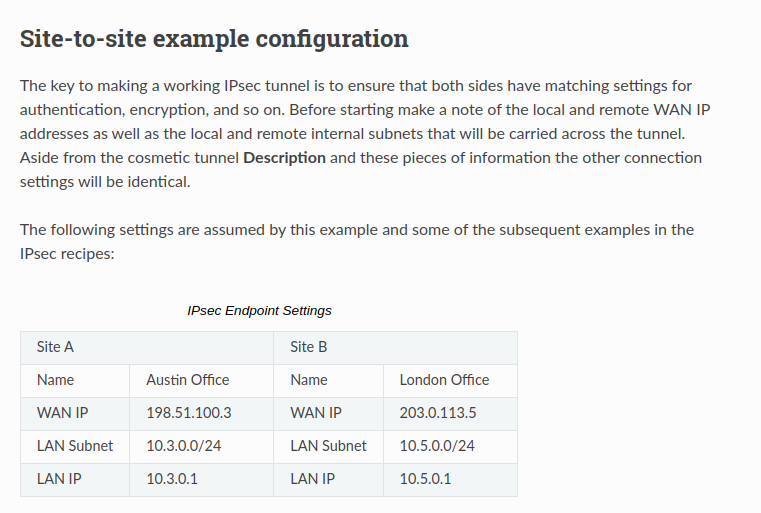 Site-to-site example configuration
The key to making a working IPsec tunnel is to ensure that both sides have matching settings for
authentication, encryption, and so on. Before starting make a note of the local and remote WAN IP
addresses as well as the local and remote internal subnets that will be carried across the tunnel.
Aside from the cosmetic tunnel Description and these pieces of information the other connection
settings will be identical.
The following settings are assumed by this example and some of the subsequent examples in the
IPsec recipes:
IPsec Endpoint Settings
Site A Site B
Name Austin Office Name London Office
WAN IP 198.51.100.3 WAN IP 203.0.113.5
LAN Subnet 10.3.0.0/24 LAN Subnet 10.5.0.0/24
LAN IP 10.3.0.1 LAN IP 10.5.0.1